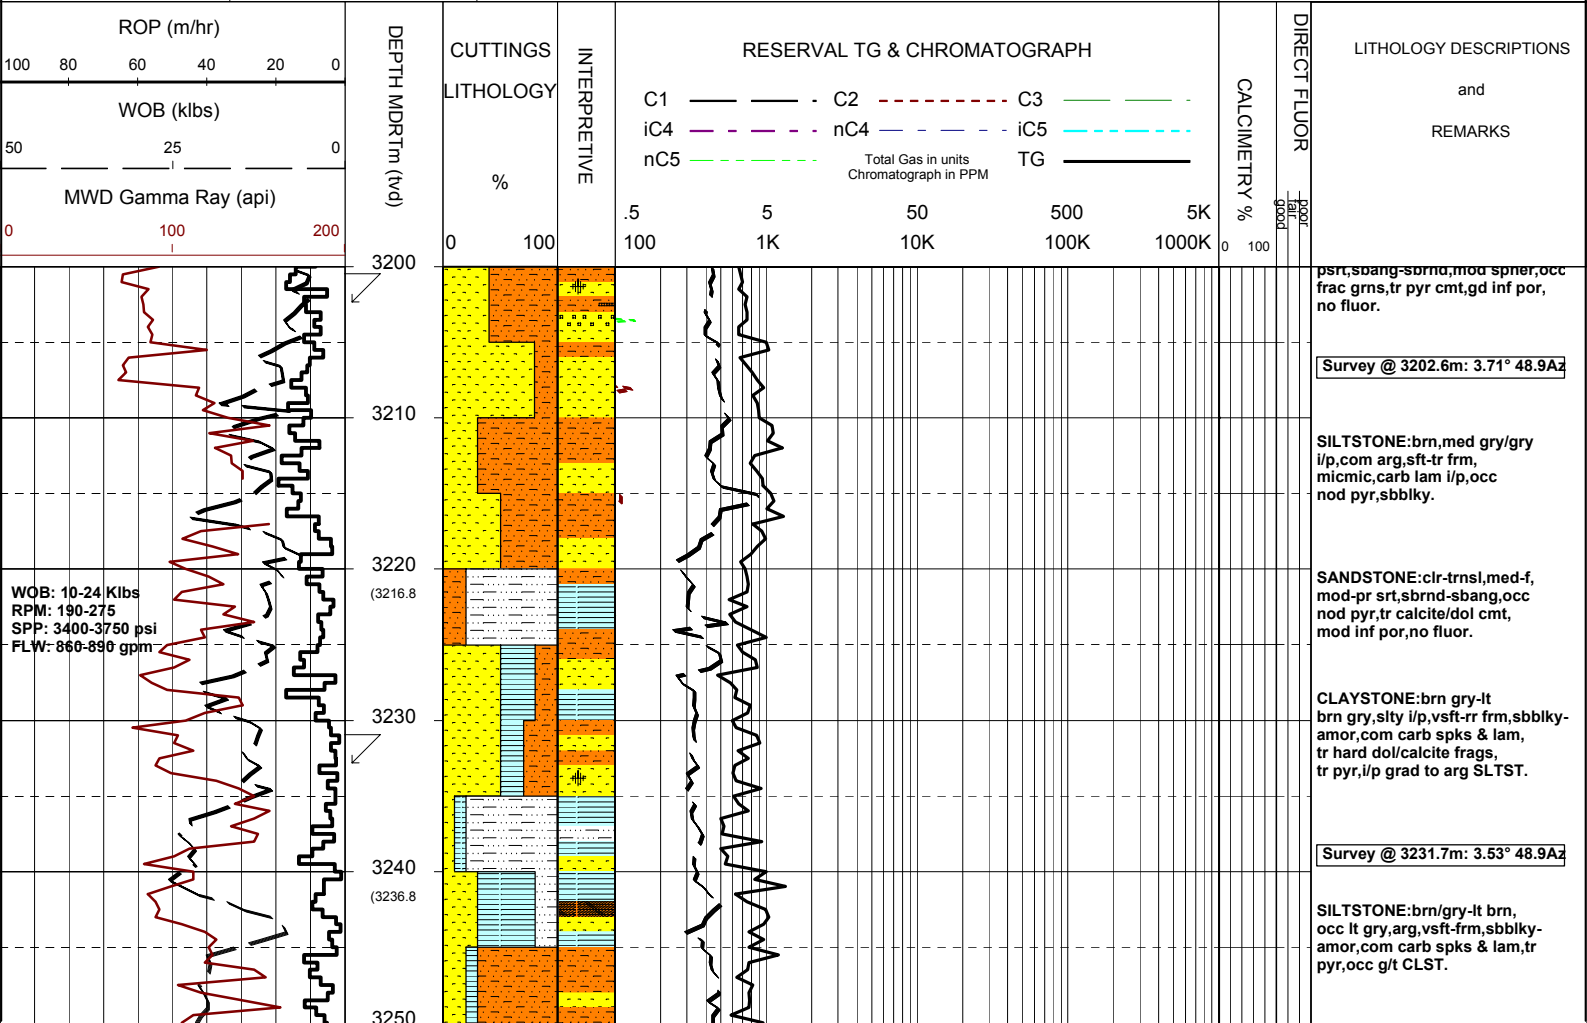 ROP (m/hr)
100 80 60 40 20 0
WOB (klbs)
50 25 0
MWD Gamma Ray (api)
0 100 200
DEPTH MDRTm (tvd)
CUTTINGS
LITHOLOGY
%
0 100
INTERPRETIVE
RESERVAL TG & CHROMATOGRAPH
C1 C2 C3
iC4 nC4 iC5
nC5 TG
Total Gas in units
Chromatograph in PPM
.5 5 50 500 5K
100 1K 10K 100K 1000K
CALCIMETRY %
0 100
DIRECT FLUOR
good
fair
poor
LITHOLOGY DESCRIPTIONS
and
REMARKS
3200
3210
3220
(3216.8
3230
3240
(3236.8
3250
WOB: 10-24 Klbs
RPM: 190-275
SPP: 3400-3750 psi
FLW: 860-890 gpm
psrt,sbang-sbrnd,mod spher,occ
frac grns,tr pyr cmt,gd inf por,
no fluor.
Survey @ 3202.6m: 3.71° 48.9Az
SILTSTONE:brn,med gry/gry
i/p,com arg,sft-tr frm,
micmic,carb lam i/p,occ
nod pyr,sbblky.
SANDSTONE:clr-trnsl,med-f,
mod-pr srt,sbrnd-sbang,occ
nod pyr,tr calcite/dol cmt,
mod inf por,no fluor.
CLAYSTONE:brn gry-lt
brn gry,slty i/p,vsft-rr frm,sbblky-
amor,com carb spks & lam,
tr hard dol/calcite frags,
tr pyr,i/p grad to arg SLTST.
Survey @ 3231.7m: 3.53° 48.9Az
SILTSTONE:brn/gry-lt brn,
occ lt gry,arg,vsft-frm,sbblky-
amor,com carb spks & lam,tr
pyr,occ g/t CLST.